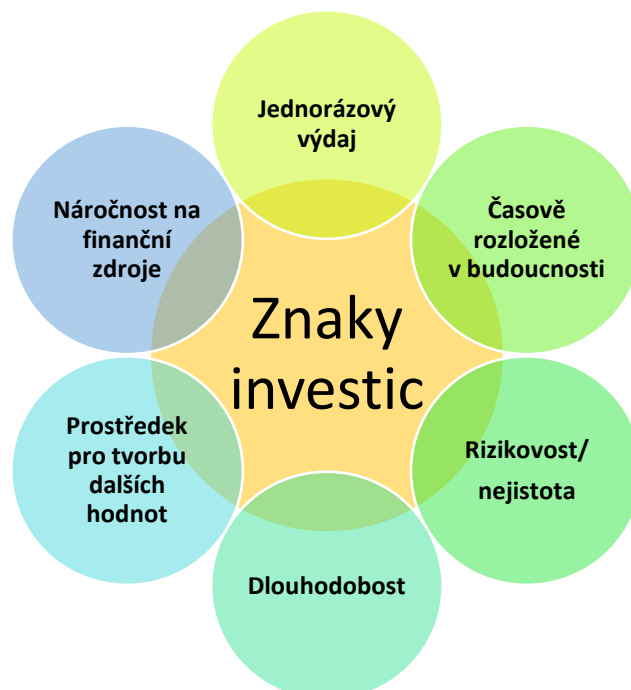 Jednorázový
výdaj
Časově
rozložené
v budoucnosti
Rizikovost/
nejistota
Dlouhodobost
Prostředek
pro tvorbu
dalších
hodnot
Náročnost na
finanční
zdroje
Znaky
investic